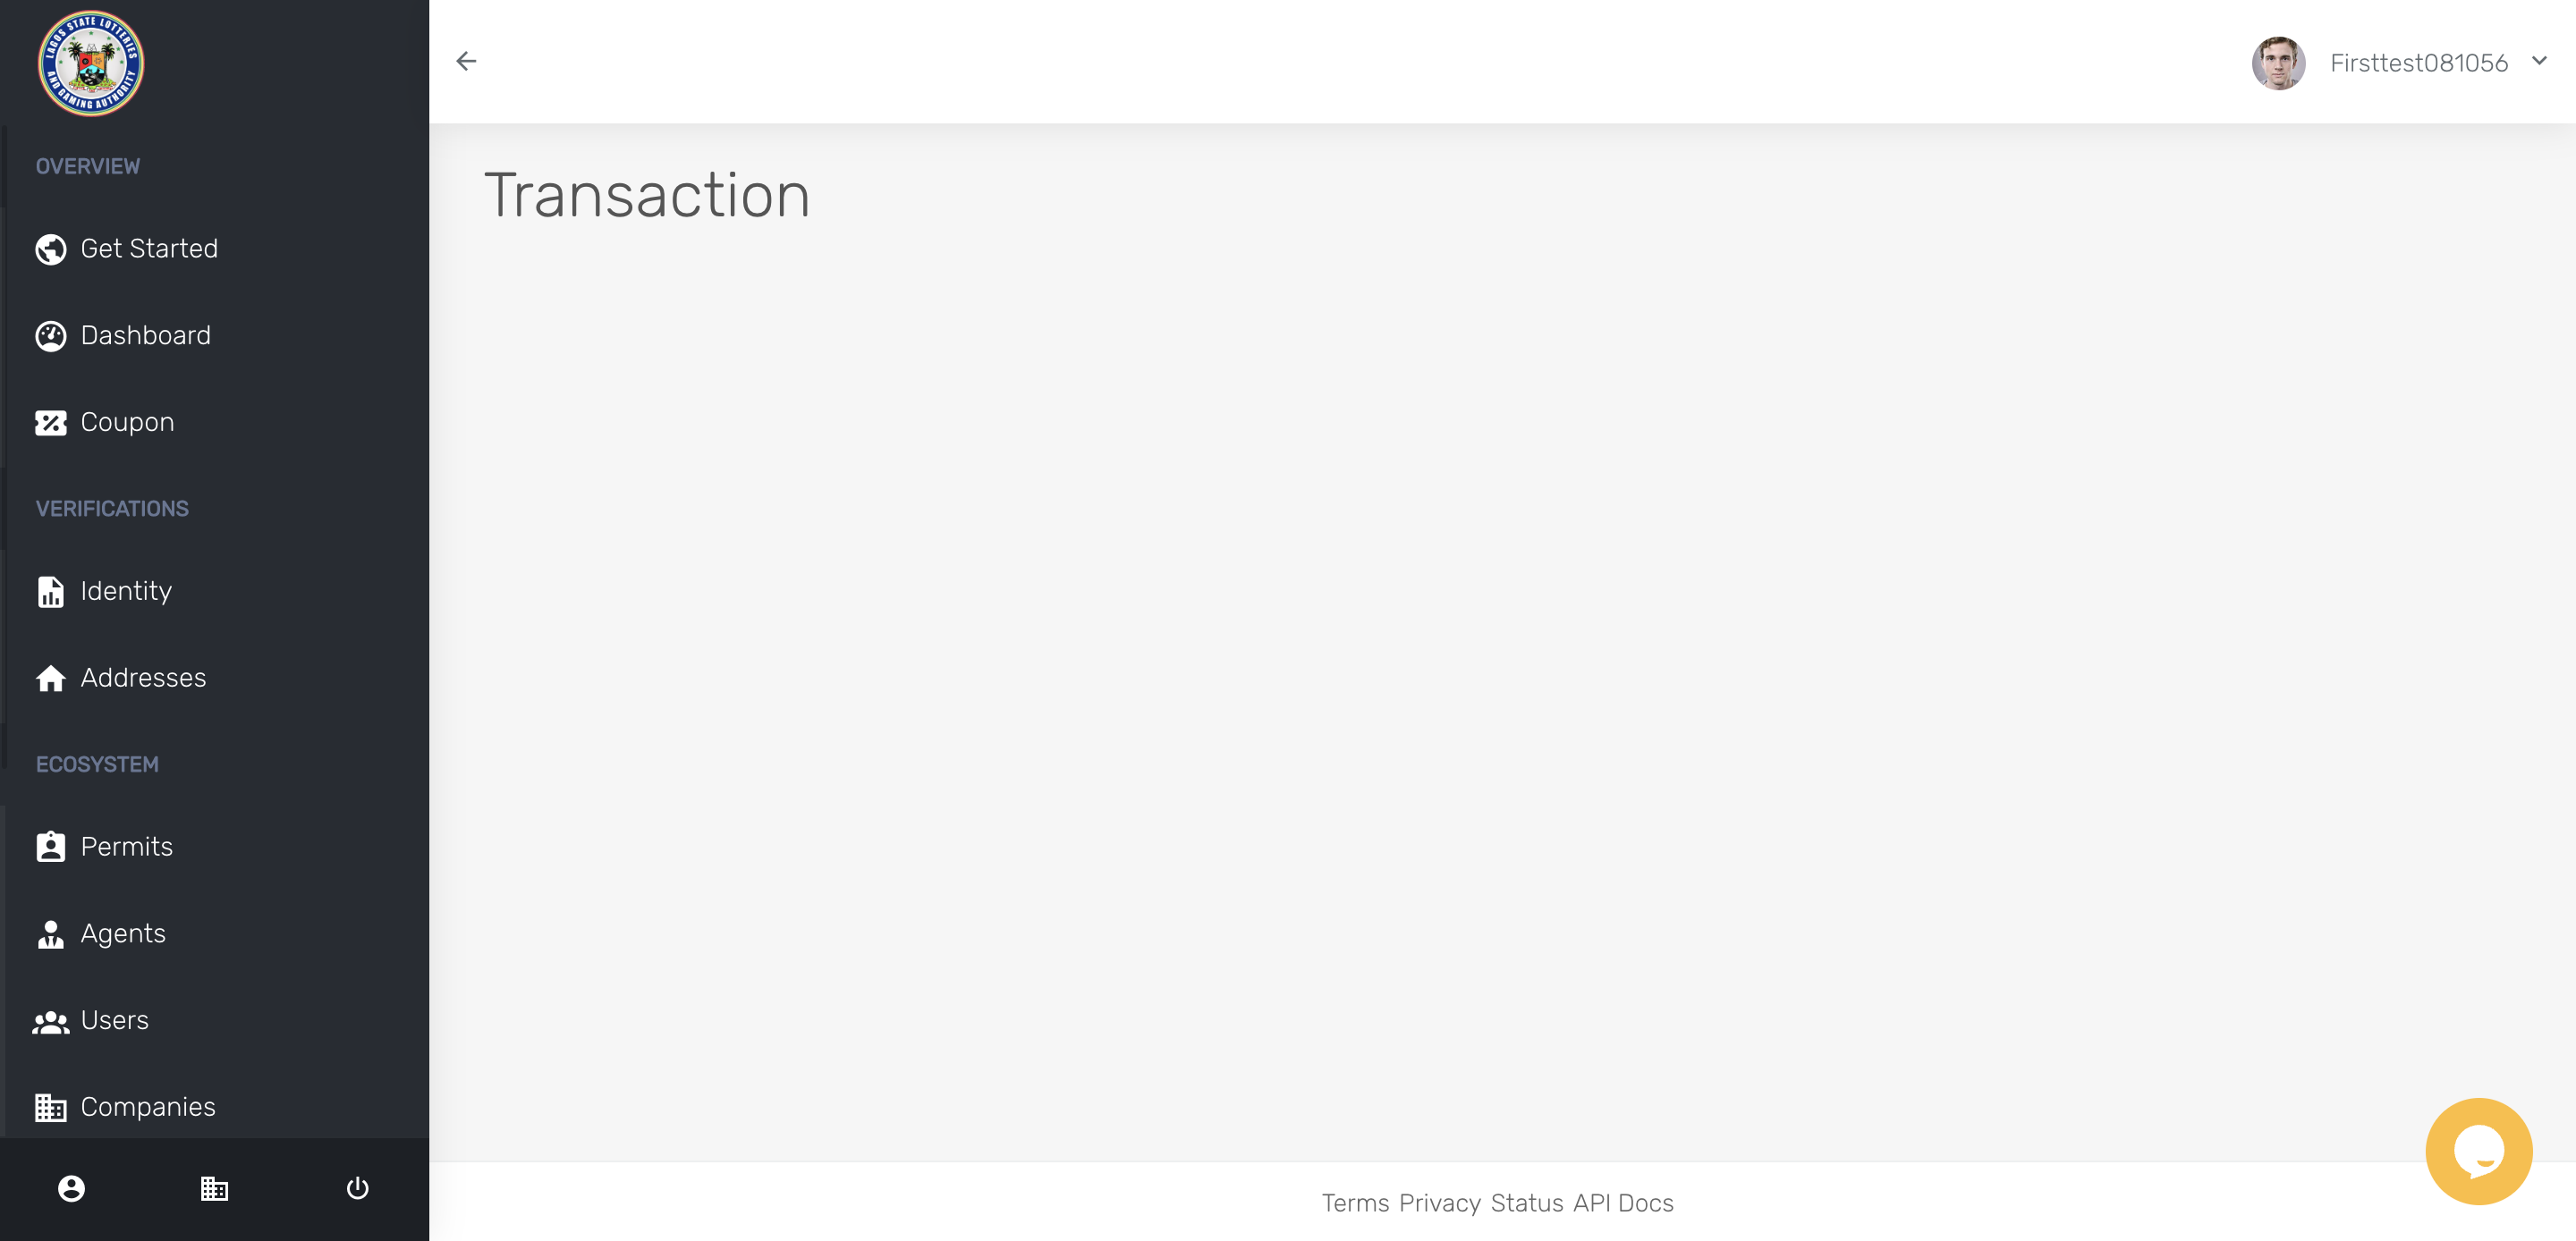 LAGOS STATE LOTTERIES
AND GAMING AUTHORITY
OVERVIEW
Get Started
Dashboard
Coupon
VERIFICATIONS
Identity
Addresses
ECOSYSTEM
Permits
Agents
Users
Companies
Firsttest081056
Transaction
Terms Privacy Status API Docs